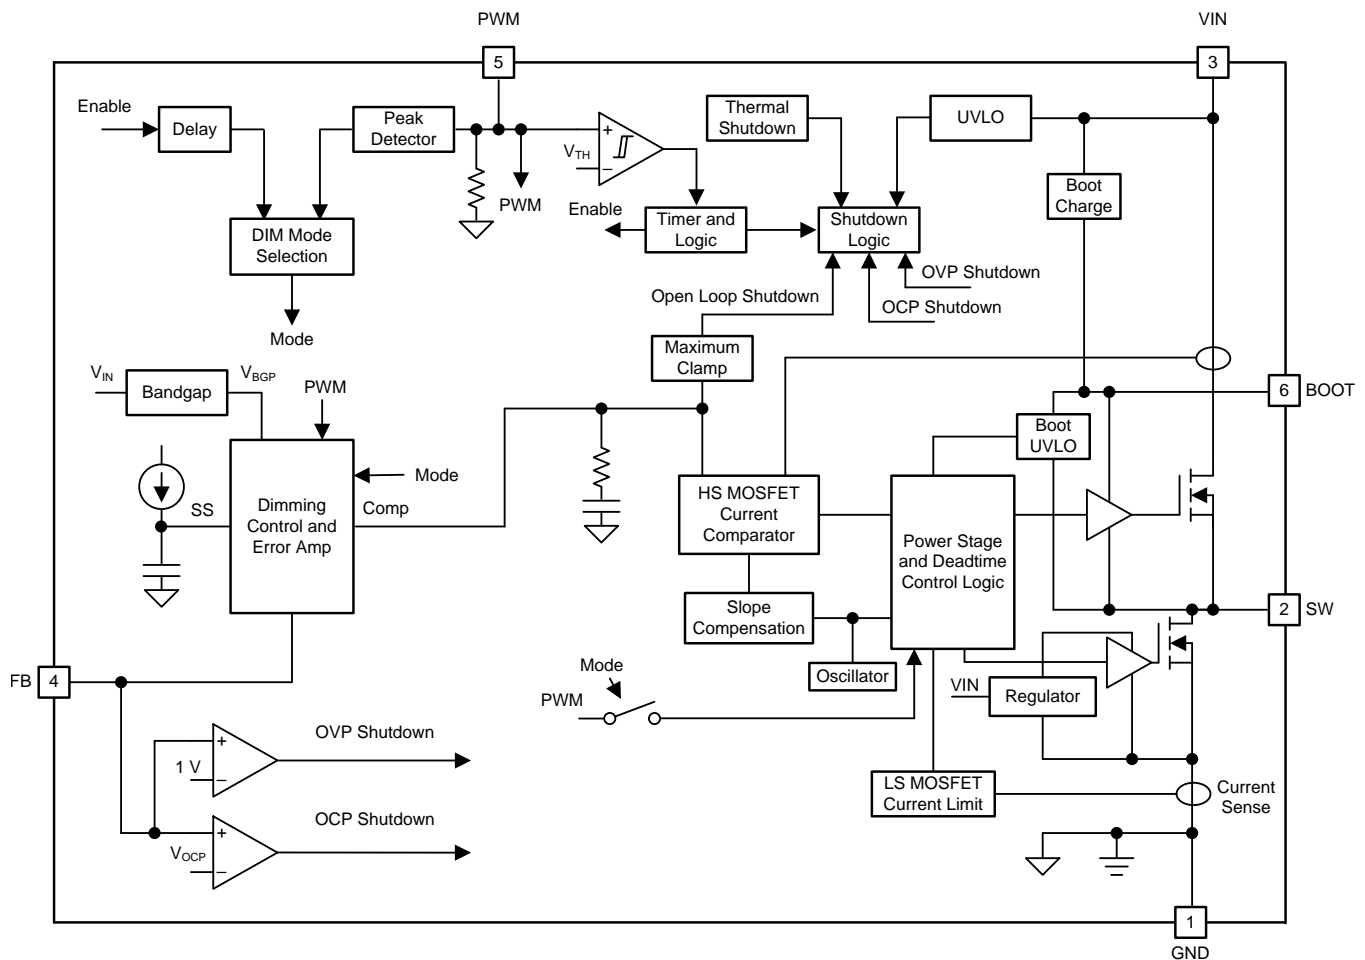 PWM
VIN
5
3
Enable
Delay
Peak
Detector
Thermal
Shutdown
UVLO
+
V_TH
−
PWM
Boot
Charge
Enable
Timer and
Logic
Shutdown
Logic
DIM Mode
Selection
OVP Shutdown
Open Loop Shutdown
OCP Shutdown
Mode
Maximum
Clamp
V_IN
Bandgap
V_BGP
PWM
6
BOOT
Boot
UVLO
Mode
SS
Dimming
Control and
Error Amp
Comp
HS MOSFET
Current
Comparator
Power Stage
and Deadtime
Control Logic
Slope
Compensation
2
SW
Oscillator
FB
4
Mode
PWM
VIN
Regulator
OVP Shutdown
+
1 V
−
LS MOSFET
Current Limit
Current
Sense
OCP Shutdown
+
V_OCP
−
1
GND